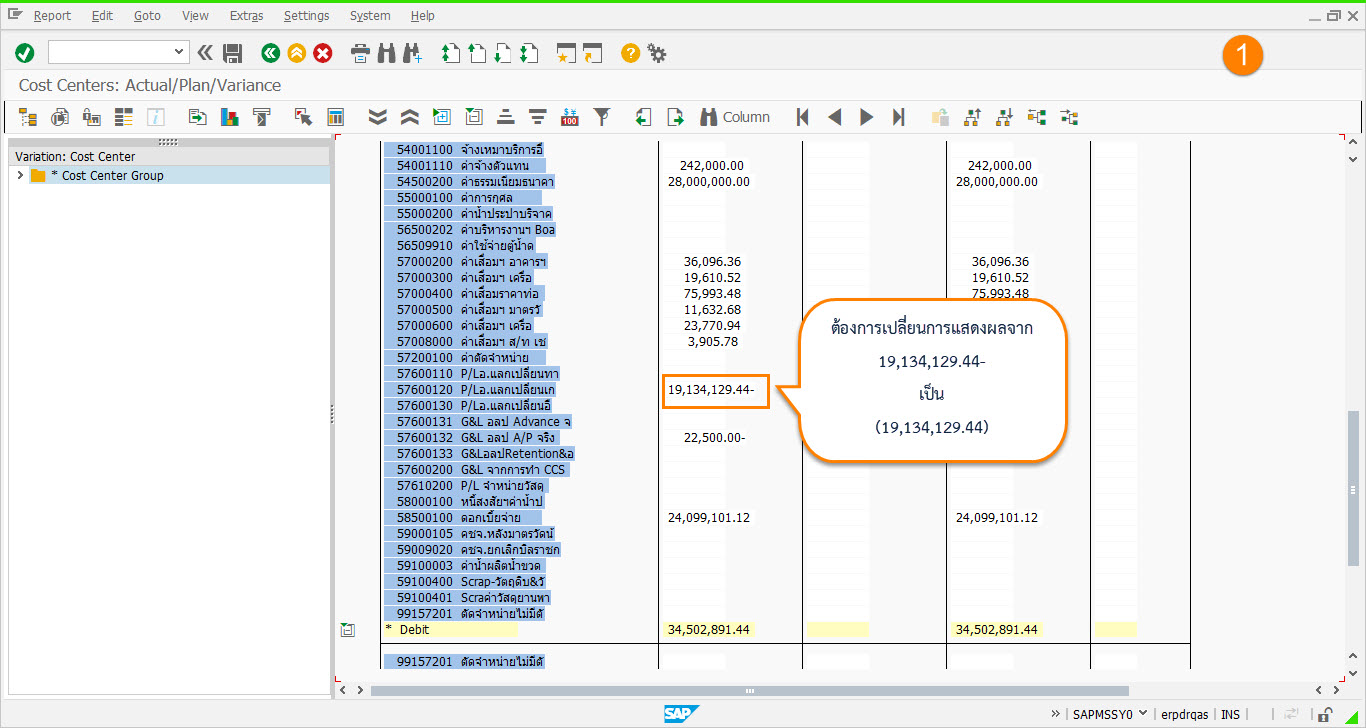 Report Edit Goto View Extras Settings System Help
1
Cost Centers: Actual/Plan/Variance
Column
Variation: Cost Center
* Cost Center Group
54001100 จ้างเหมาบริการอื่
54001110 ค่าจ้างตัวแทน 242,000.00 242,000.00
54500200 ค่าธรรมเนียมธนาคา 28,000,000.00 28,000,000.00
55000100 ค่าการกุศล
55000200 ค่าน้ำประปาบริจาค
56500202 ค่าบริหารงานฯ Boa
56509910 ค่าใช้จ่ายตู้น้ำด
57000200 ค่าเสื่อมฯ อาคารฯ 36,096.36 36,096.36
57000300 ค่าเสื่อมฯ เครื่อ 19,610.52 19,610.52
57000400 ค่าเสื่อมราคาท่อ 75,993.48 75,993.48
57000500 ค่าเสื่อมฯ มาตรวั 11,632.68
57000600 ค่าเสื่อมฯ เครื่อ 23,770.94
57008000 ค่าเสื่อมฯ ส/ท เช 3,905.78
57200100 ค่าตัดจำหน่าย
57600110 P/Lอ.แลกเปลี่ยนทา
57600120 P/Lอ.แลกเปลี่ยนเก 19,134,129.44-
57600130 P/Lอ.แลกเปลี่ยนอื่
57600131 G&L อลป Advance จ
57600132 G&L อลป A/P จริง 22,500.00-
57600133 G&LอลปRetention&อ
57600200 G&L จากการทำ CCS
57610200 P/L จำหน่ายวัสดุ
58000100 หนี้สงสัยฯค่าน้ำป
58500100 ดอกเบี้ยจ่าย 24,099,101.12 24,099,101.12
59000105 คชจ.หลังมาตรวัดน้
59009020 คชจ.ยกเลิกบิลราชก
59100003 ค่าน้ำผลิตน้ำขวด
59100400 Scrap-วัตถุดิบ&วั
59100401 Scraค่าวัสดุยานพา
99157201 ตัดจำหน่ายไม่มีตั
* Debit 34,502,891.44 34,502,891.44
99157201 ตัดจำหน่ายไม่มีตั
ต้องการเปลี่ยนการแสดงผลจาก
19,134,129.44-
เป็น
(19,134,129.44)
SAP
SAPMSSY0 erpdrqas INS